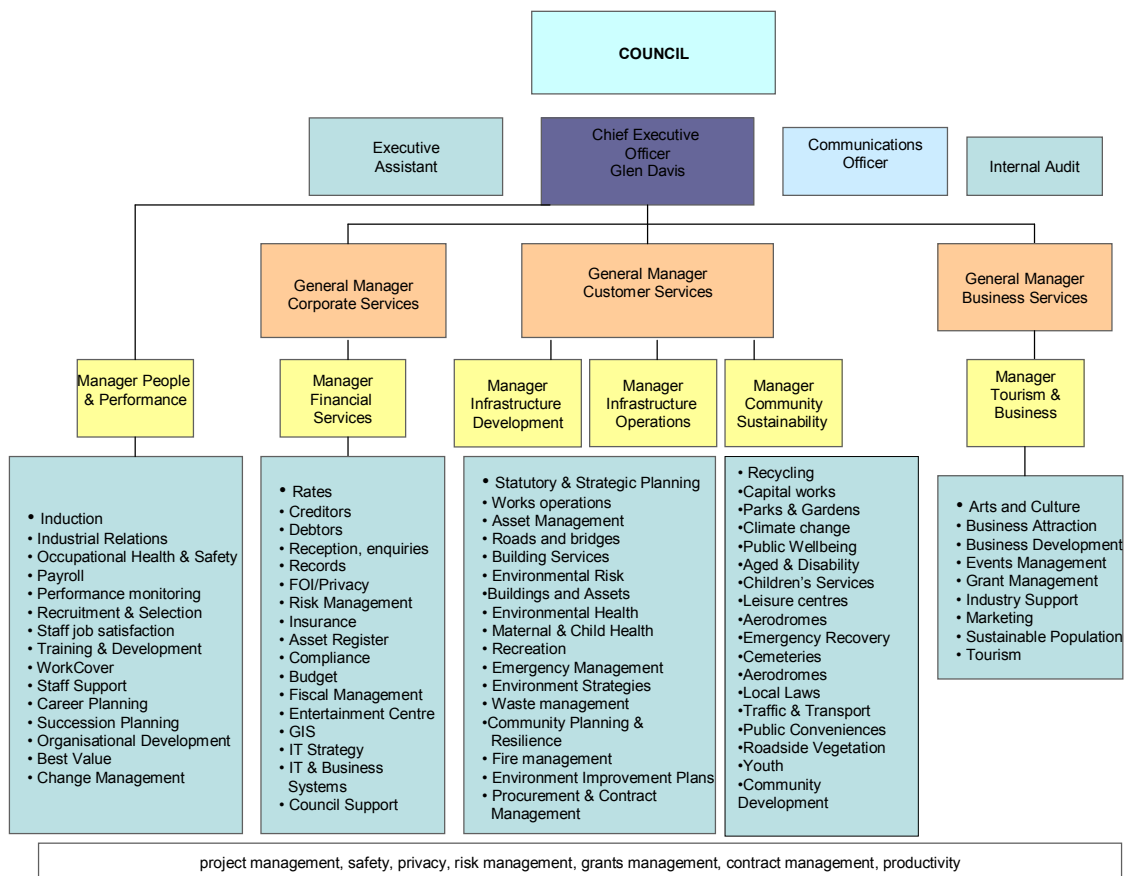 COUNCIL
Executive
Assistant
Chief Executive
Officer
Glen Davis
Communications
Officer
Internal Audit
General Manager
Corporate Services
General Manager
Customer Services
General Manager
Business Services
Manager People
& Performance
Manager
Financial
Services
Manager
Infrastructure
Development
Manager
Infrastructure
Operations
Manager
Community
Sustainability
Manager
Tourism &
Business
• Induction
• Industrial Relations
• Occupational Health & Safety
• Payroll
• Performance monitoring
• Recruitment & Selection
• Staff job satisfaction
• Training & Development
• WorkCover
• Staff Support
• Career Planning
• Succession Planning
• Organisational Development
• Best Value
• Change Management
• Rates
• Creditors
• Debtors
• Reception, enquiries
• Records
• FOI/Privacy
• Risk Management
• Insurance
• Asset Register
• Compliance
• Budget
• Fiscal Management
• Entertainment Centre
• GIS
• IT Strategy
• IT & Business
Systems
• Council Support
• Statutory & Strategic Planning
• Works operations
• Asset Management
• Roads and bridges
• Building Services
• Environmental Risk
•Buildings and Assets
• Environmental Health
• Maternal & Child Health
• Recreation
• Emergency Management
• Environment Strategies
• Waste management
•Community Planning &
Resilience
• Fire management
• Environment Improvement Plans
• Procurement & Contract
Management
• Recycling
•Capital works
•Parks & Gardens
•Climate change
•Public Wellbeing
•Aged & Disability
•Children's Services
•Leisure centres
•Aerodromes
•Emergency Recovery
•Cemeteries
•Aerodromes
•Local Laws
•Traffic & Transport
•Public Conveniences
•Roadside Vegetation
•Youth
•Community
Development
• Arts and Culture
• Business Attraction
• Business Development
• Events Management
• Grant Management
• Industry Support
• Marketing
• Sustainable Population
• Tourism
project management, safety, privacy, risk management, grants management, contract management, productivity